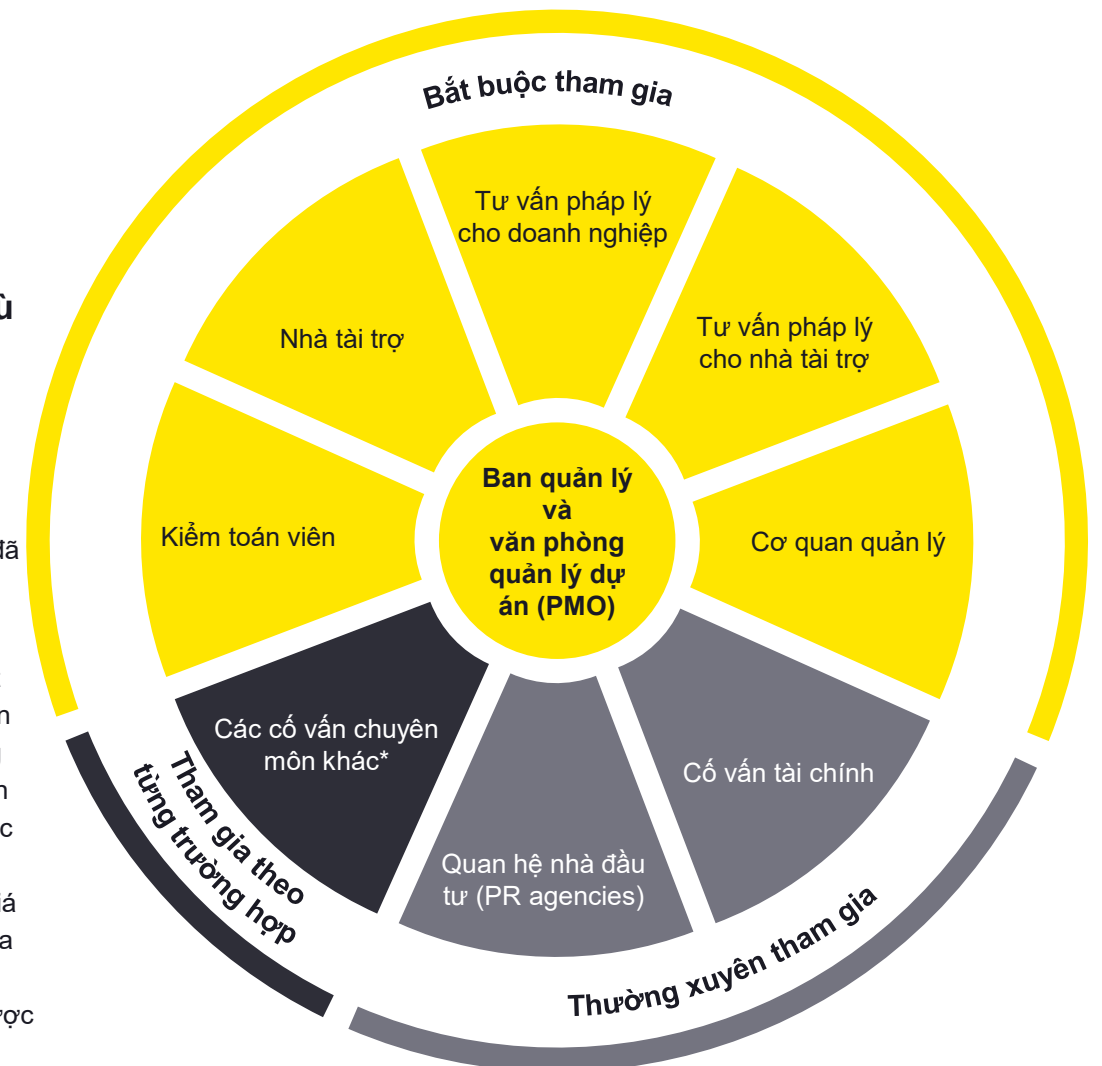 Bắt buộc tham gia
Tư vấn pháp lý
cho doanh nghiệp
Tư vấn pháp lý
cho nhà tài trợ
Nhà tài trợ
Kiểm toán viên
Ban quản lý
và
văn phòng
quản lý dự
án (PMO)
Cơ quan quản lý
Các cố vấn chuyên
môn khác*
Cố vấn tài chính
Quan hệ nhà đầu
tư (PR agencies)
Tham gia theo
từng trường hợp
Thường xuyên tham gia
đã